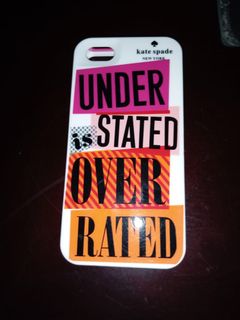 kate spade
NEW YORK
UNDER
is STATED
OVER
RATED